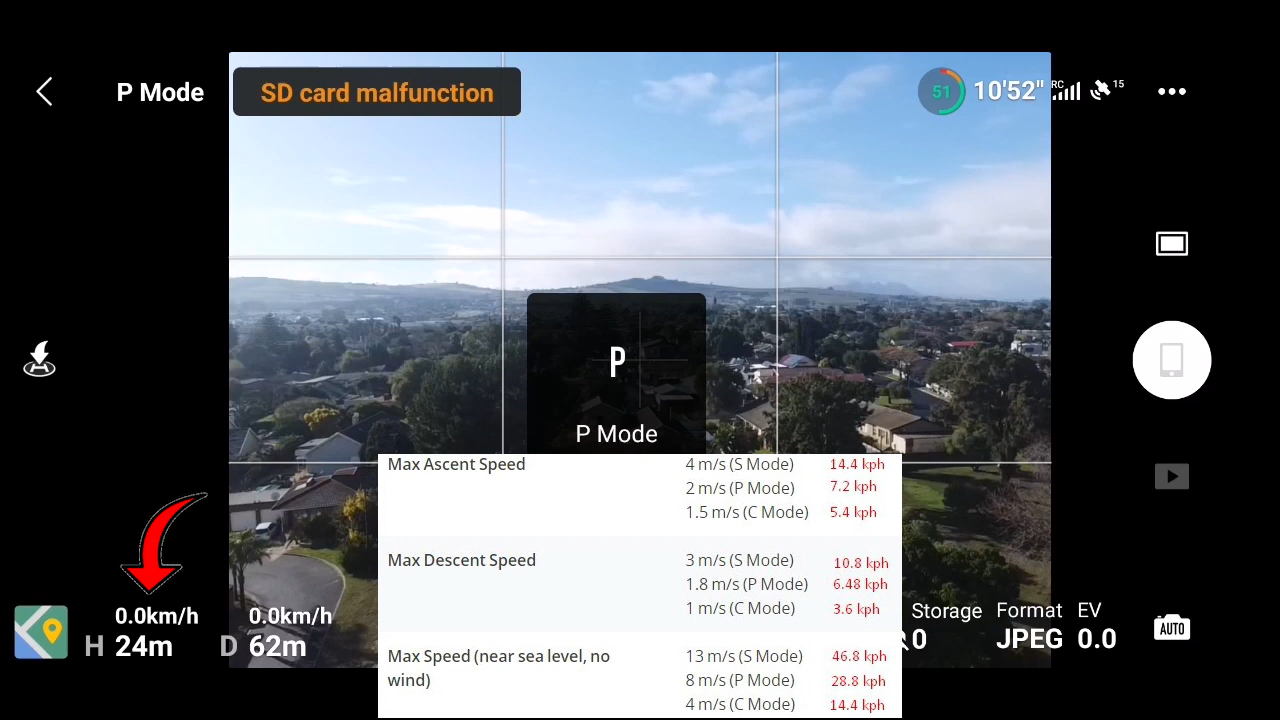 P Mode
SD card malfunction
51
10'52"
RC
15
P
P Mode
Max Ascent Speed 4 m/s (S Mode) 14.4 kph
2 m/s (P Mode) 7.2 kph
1.5 m/s (C Mode) 5.4 kph
Max Descent Speed 3 m/s (S Mode) 10.8 kph
1.8 m/s (P Mode) 6.48 kph
1 m/s (C Mode) 3.6 kph
Max Speed (near sea level, no 13 m/s (S Mode) 46.8 kph
wind) 8 m/s (P Mode) 28.8 kph
4 m/s (C Mode) 14.4 kph
0.0km/h 0.0km/h
H 24m D 62m
Storage Format EV
0 JPEG 0.0
AUTO